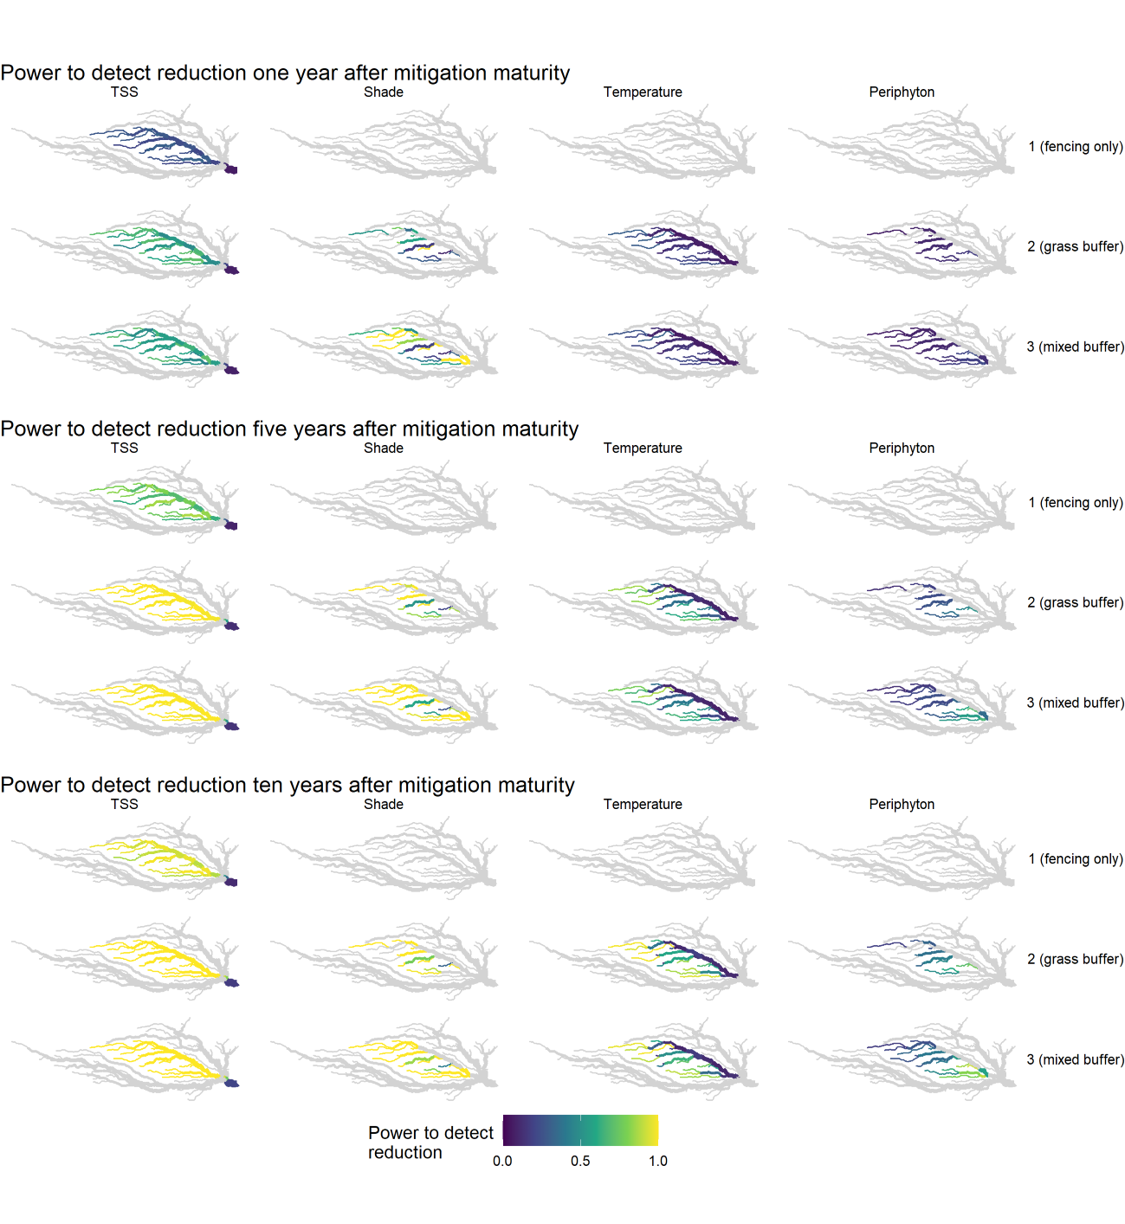 Power to detect reduction one year after mitigation maturity
TSS Shade Temperature Periphyton
1 (fencing only)
2 (grass buffer)
3 (mixed buffer)
Power to detect reduction five years after mitigation maturity
TSS Shade Temperature Periphyton
1 (fencing only)
2 (grass buffer)
3 (mixed buffer)
Power to detect reduction ten years after mitigation maturity
TSS Shade Temperature Periphyton
1 (fencing only)
2 (grass buffer)
3 (mixed buffer)
Power to detect
reduction
0.0 0.5 1.0